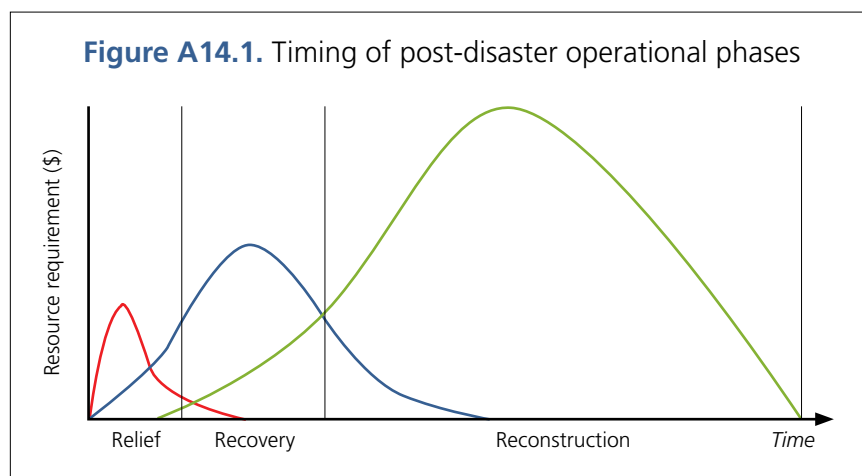 Figure A14.1. Timing of post-disaster operational phases
Resource requirement ($)
Relief Recovery Reconstruction Time